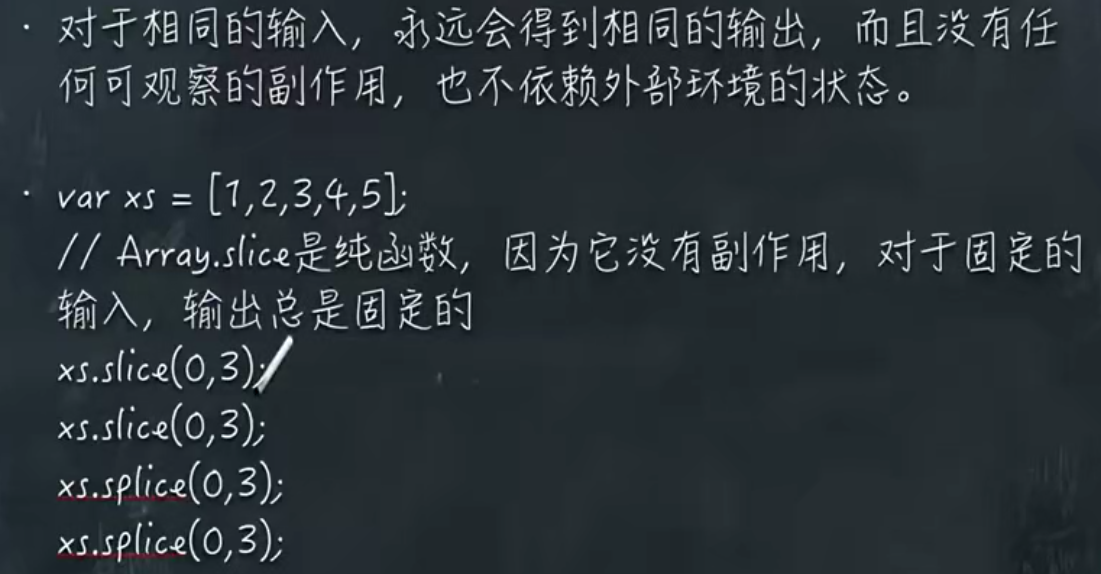 · 对于相同的输入，永远会得到相同的输出，而且没有任
何可观察的副作用，也不依赖外部环境的状态。
· var xs = [1,2,3,4,5];
// Array.slice是纯函数，因为它没有副作用，对于固定的
输入，输出总是固定的
xs.slice(0,3);
xs.slice(0,3);
xs.splice(0,3);
xs.splice(0,3);